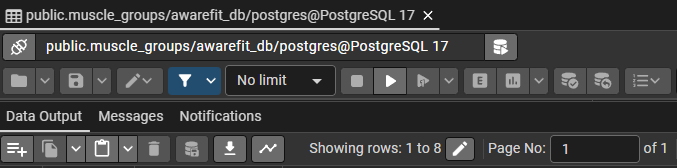 public.muscle_groups/awarefit_db/postgres@PostgreSQL 17
public.muscle_groups/awarefit_db/postgres@PostgreSQL 17
No limit
E
Data Output Messages Notifications
Showing rows: 1 to 8 Page No: 1 of 1